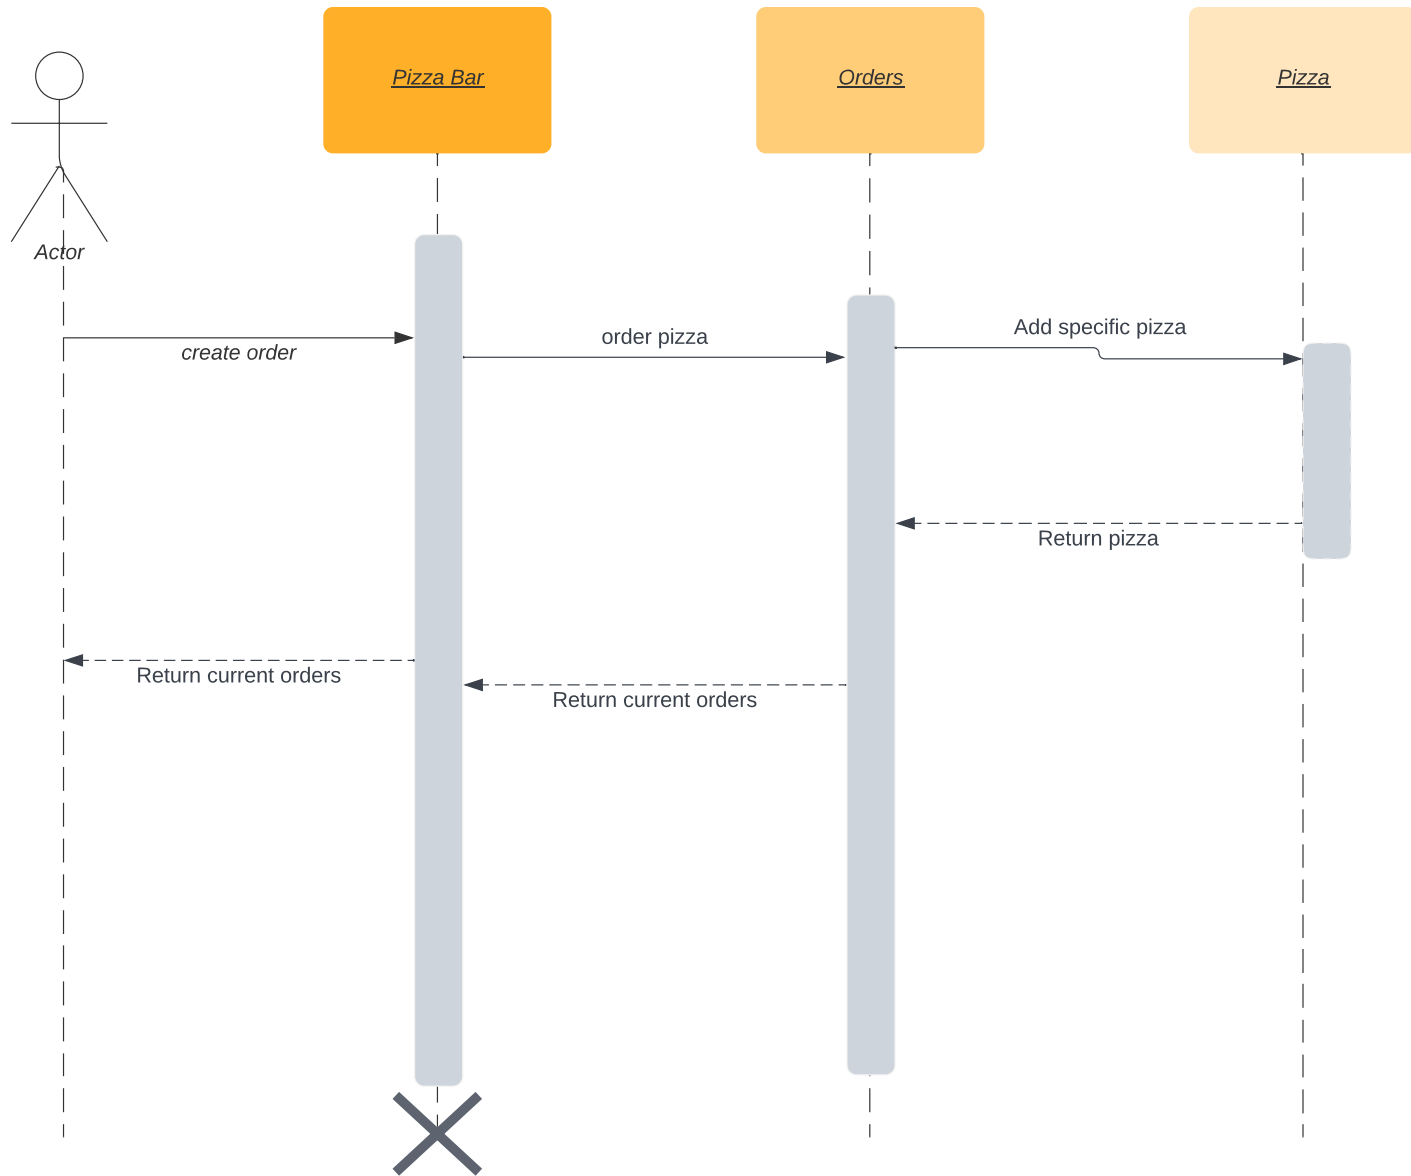 Pizza Bar
Orders
Pizza
Actor
create order
order pizza
Add specific pizza
Return pizza
Return current orders
Return current orders